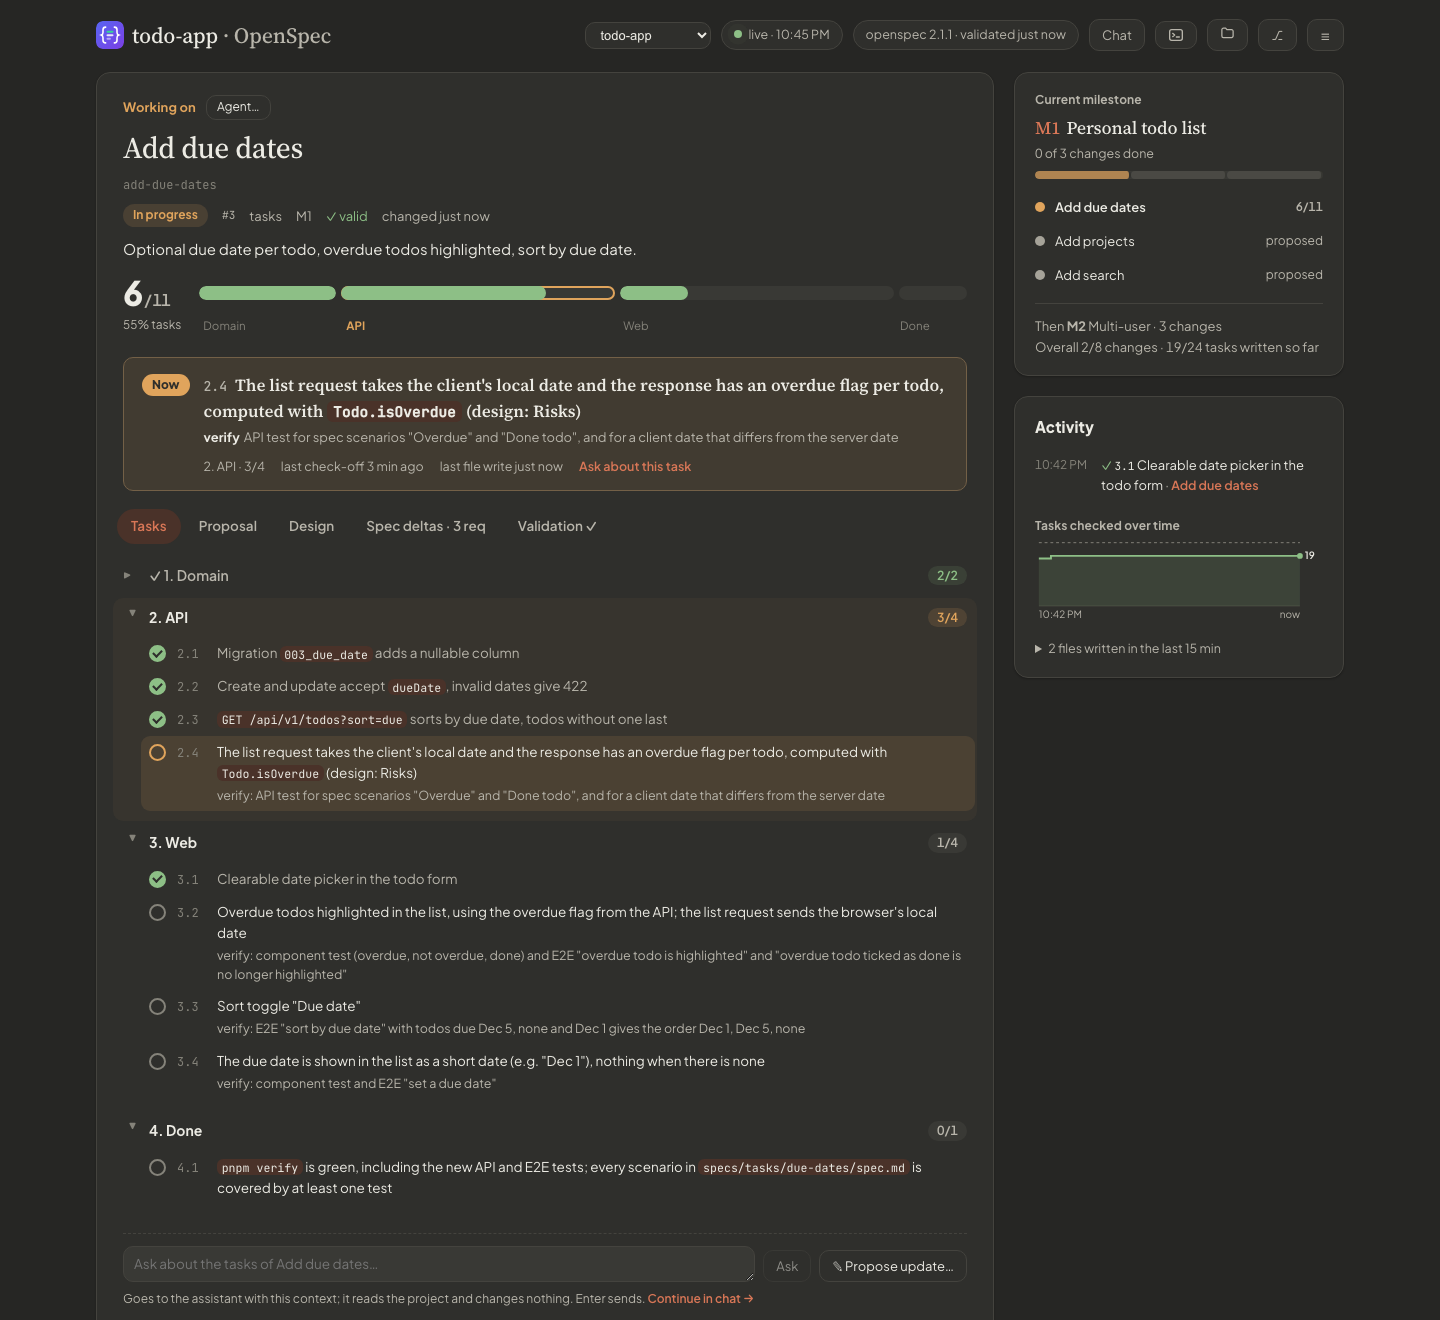 todo-app · OpenSpec
todo-app
live · 10:45 PM
openspec 2.1.1 · validated just now
Chat
Working on
Agent…
Add due dates
add-due-dates
In progress
#3
tasks
M1
✓ valid
changed just now
Optional due date per todo, overdue todos highlighted, sort by due date.
6/11
55% tasks
Domain
API
Web
Done
Now
2.4 The list request takes the client's local date and the response has an overdue flag per todo,
computed with Todo.isOverdue (design: Risks)
verify API test for spec scenarios "Overdue" and "Done todo", and for a client date that differs from the server date
2. API · 3/4
last check-off 3 min ago
last file write just now
Ask about this task
Tasks
Proposal
Design
Spec deltas · 3 req
Validation ✓
✓ 1. Domain
2/2
2. API
3/4
2.1 Migration 003_due_date adds a nullable column
2.2 Create and update accept dueDate, invalid dates give 422
2.3 GET /api/v1/todos?sort=due sorts by due date, todos without one last
2.4 The list request takes the client's local date and the response has an overdue flag per todo, computed with
Todo.isOverdue (design: Risks)
verify: API test for spec scenarios "Overdue" and "Done todo", and for a client date that differs from the server date
3. Web
1/4
3.1 Clearable date picker in the todo form
3.2 Overdue todos highlighted in the list, using the overdue flag from the API; the list request sends the browser's local
date
verify: component test (overdue, not overdue, done) and E2E "overdue todo is highlighted" and "overdue todo ticked as done is
no longer highlighted"
3.3 Sort toggle "Due date"
verify: E2E "sort by due date" with todos due Dec 5, none and Dec 1 gives the order Dec 1, Dec 5, none
3.4 The due date is shown in the list as a short date (e.g. "Dec 1"), nothing when there is none
verify: component test and E2E "set a due date"
4. Done
0/1
4.1 pnpm verify is green, including the new API and E2E tests; every scenario in specs/tasks/due-dates/spec.md is
covered by at least one test
Ask about the tasks of Add due dates…
Ask
✎ Propose update…
Goes to the assistant with this context; it reads the project and changes nothing. Enter sends. Continue in chat →
Current milestone
M1 Personal todo list
0 of 3 changes done
Add due dates
6/11
Add projects
proposed
Add search
proposed
Then M2 Multi-user · 3 changes
Overall 2/8 changes · 19/24 tasks written so far
Activity
10:42 PM
✓ 3.1 Clearable date picker in the
todo form · Add due dates
Tasks checked over time
19
10:42 PM
now
2 files written in the last 15 min